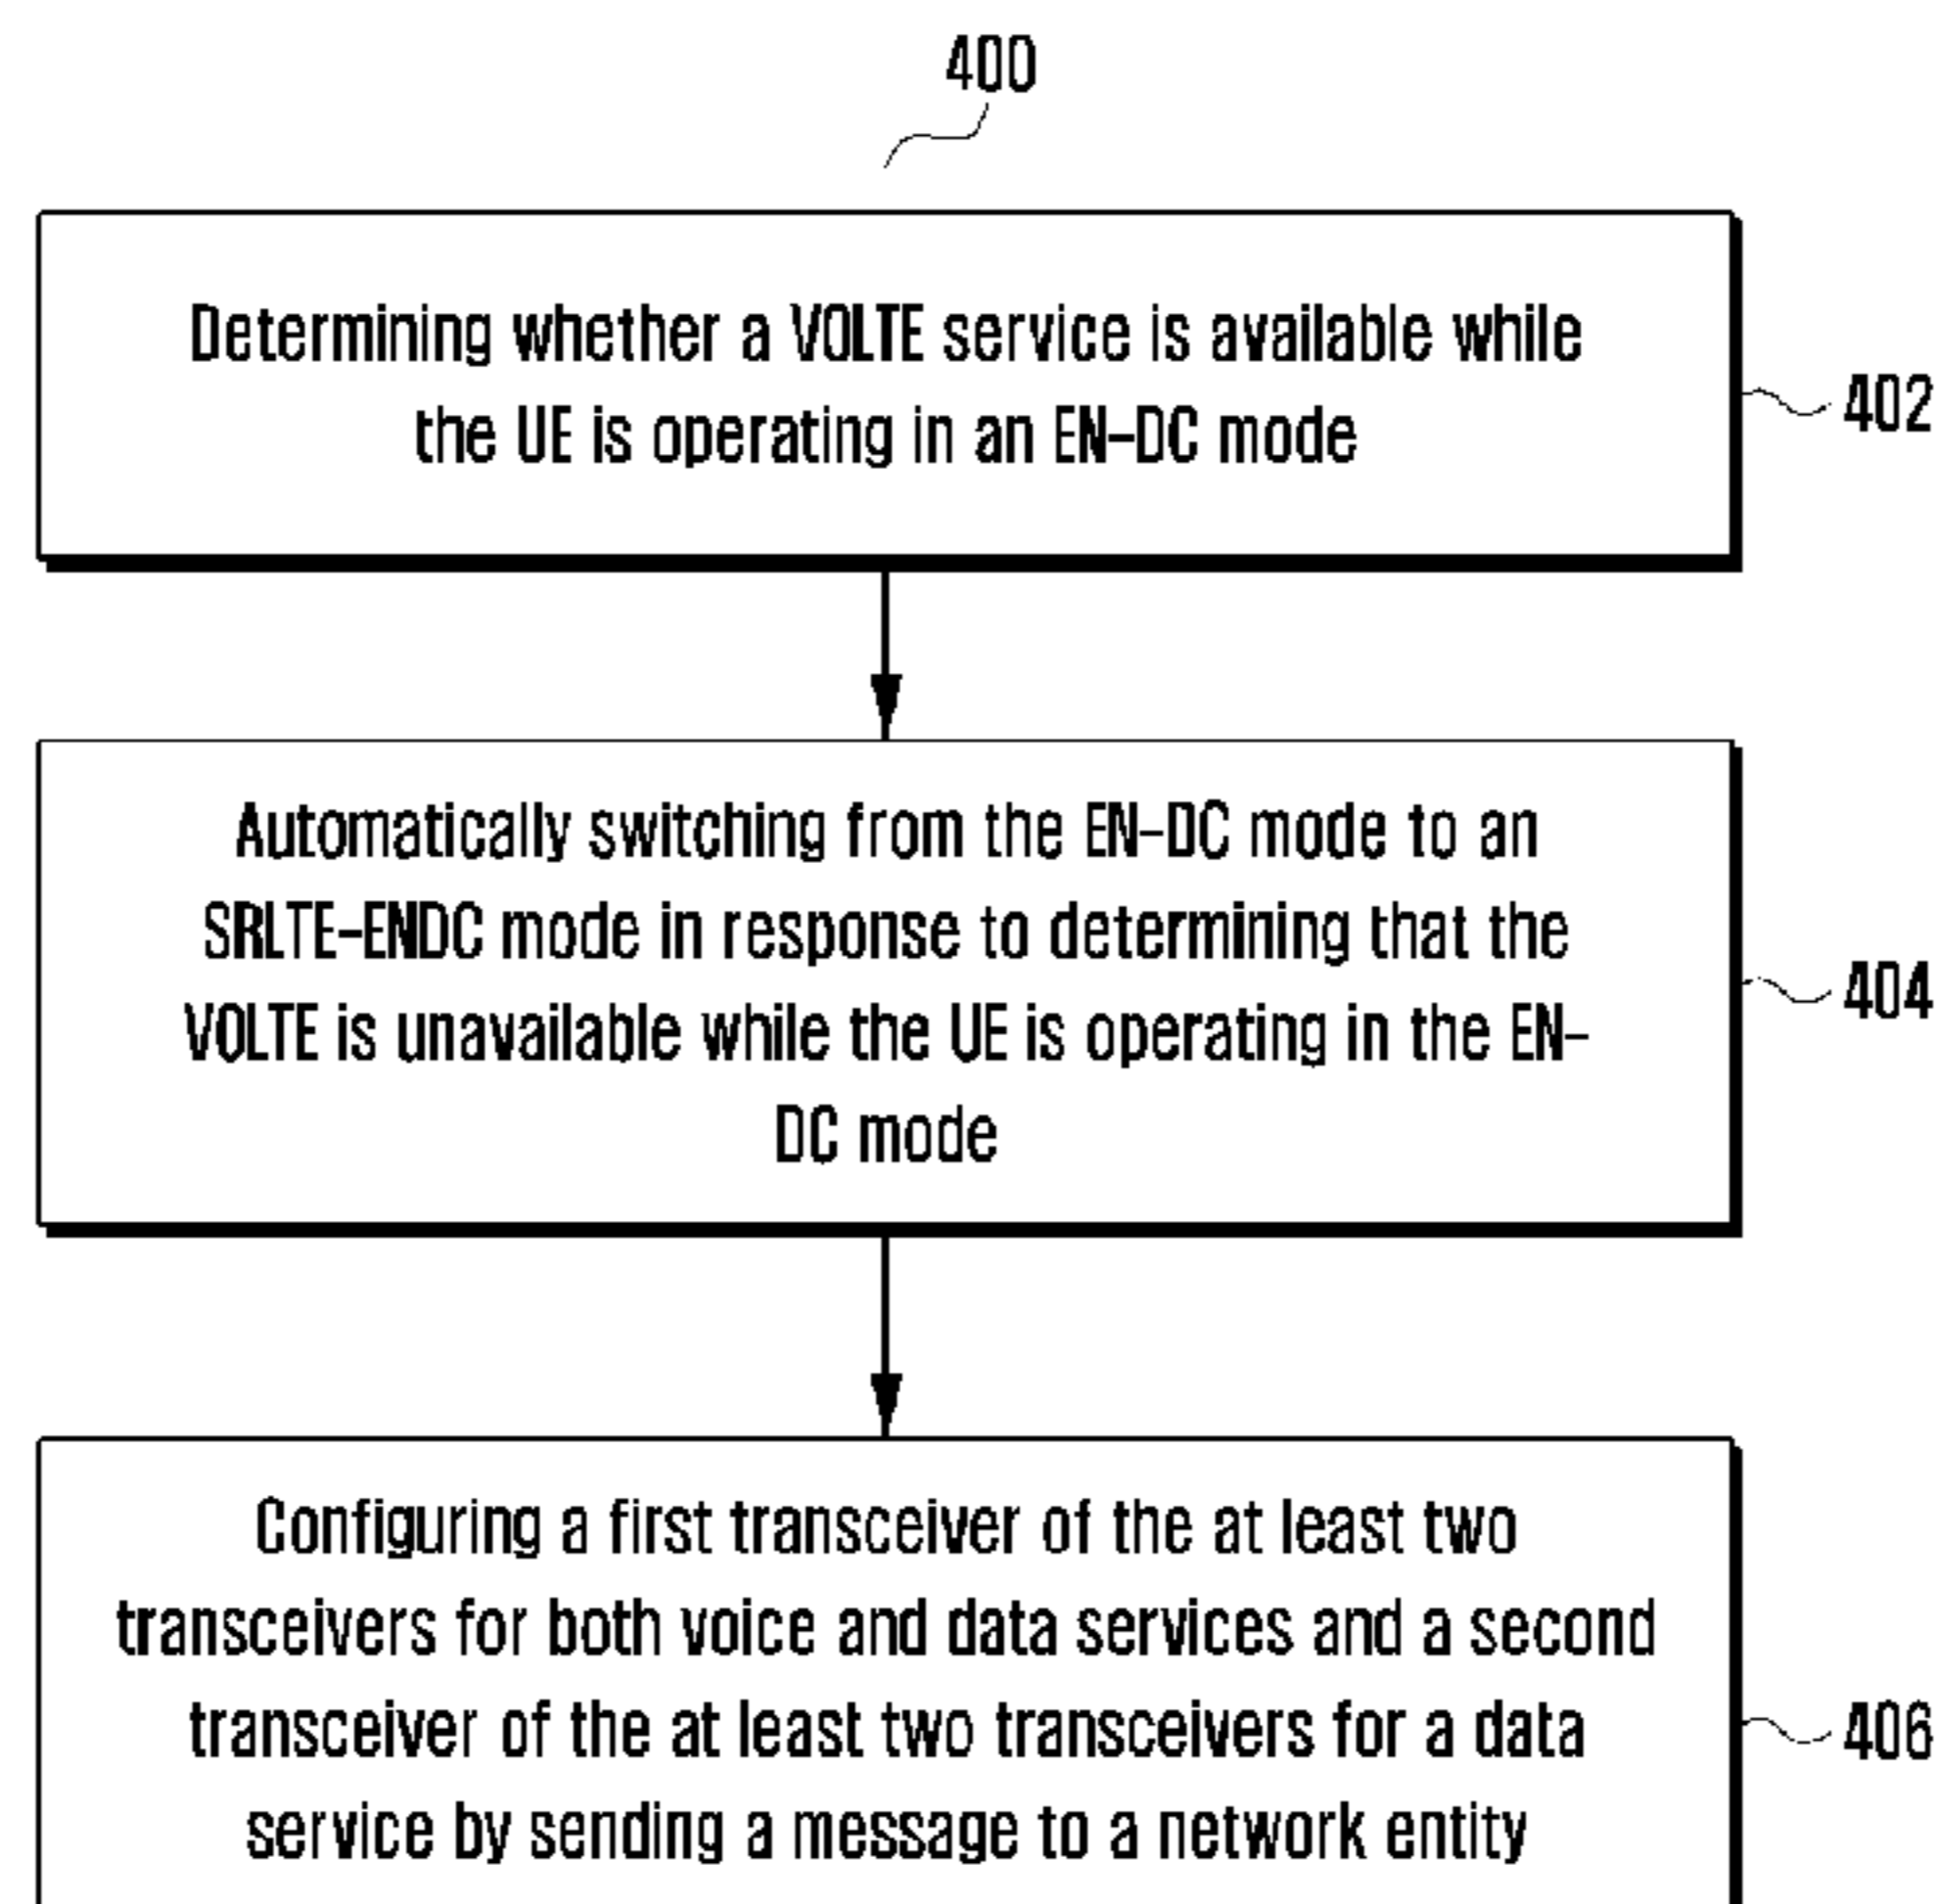 400
Determining whether a VOLTE service is available while
the UE is operating in an EN-DC mode
402
Automatically switching from the EN-DC mode to an
SRLTE-ENDC mode in response to determining that the
VOLTE is unavailable while the UE is operating in the EN-
DC mode
404
Configuring a first transceiver of the at least two
transceivers for both voice and data services and a second
transceiver of the at least two transceivers for a data
service by sending a message to a network entity
406